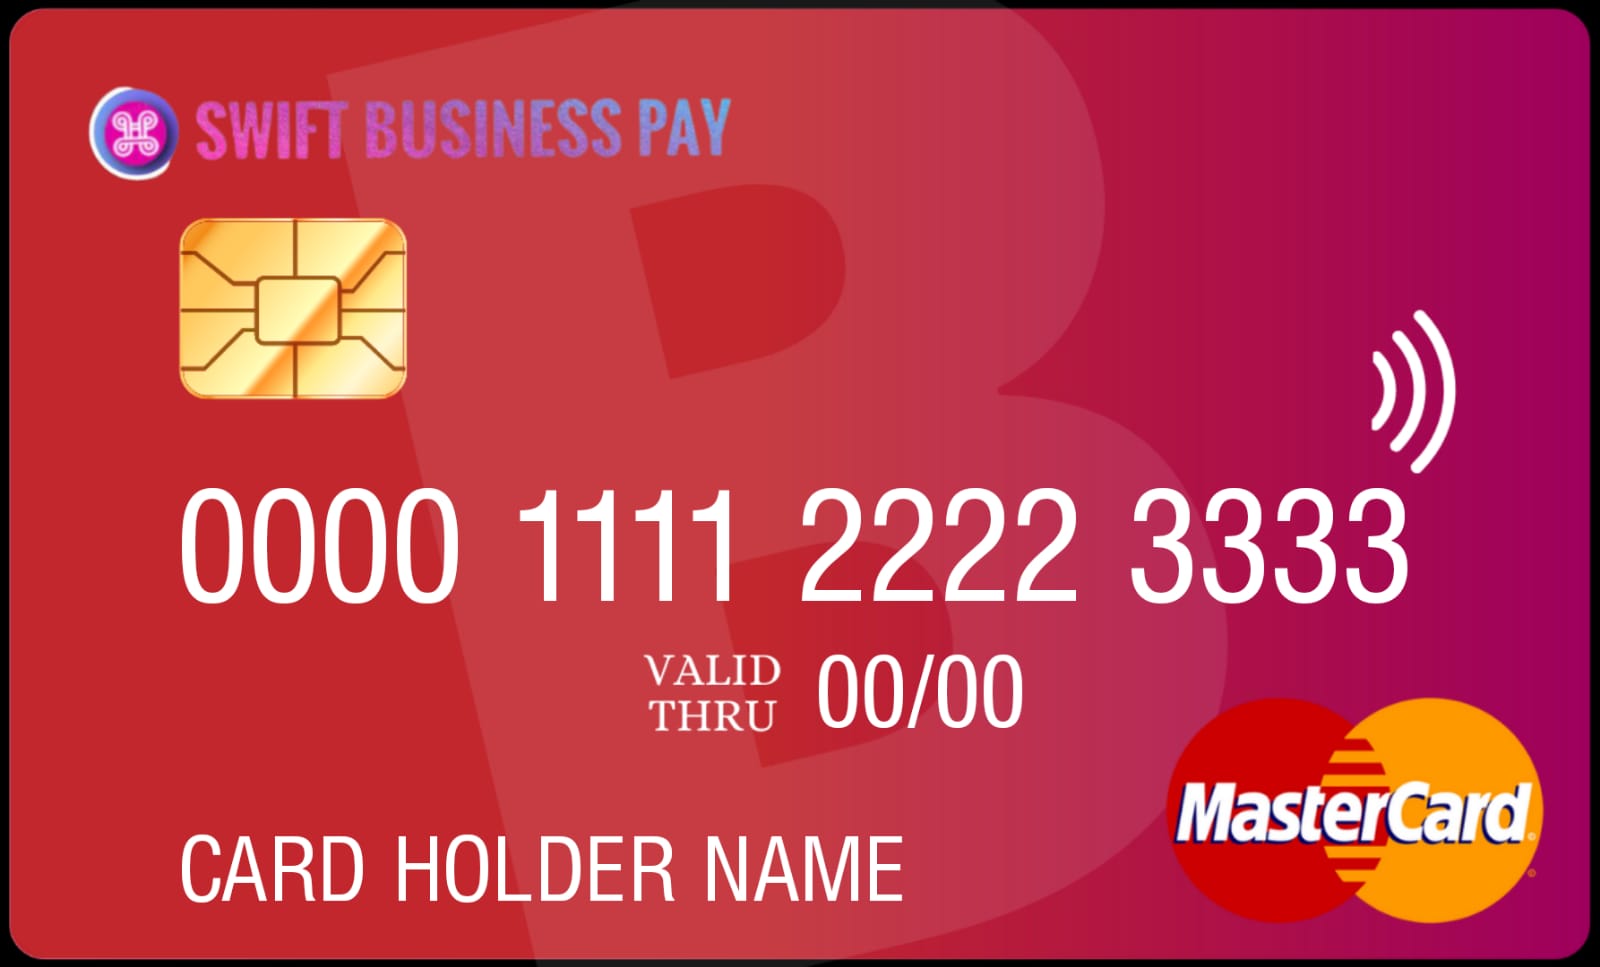 SWIFT BUSINESS PAY
0000 1111 2222 3333
VALID
THRU 00/00
CARD HOLDER NAME
MasterCard